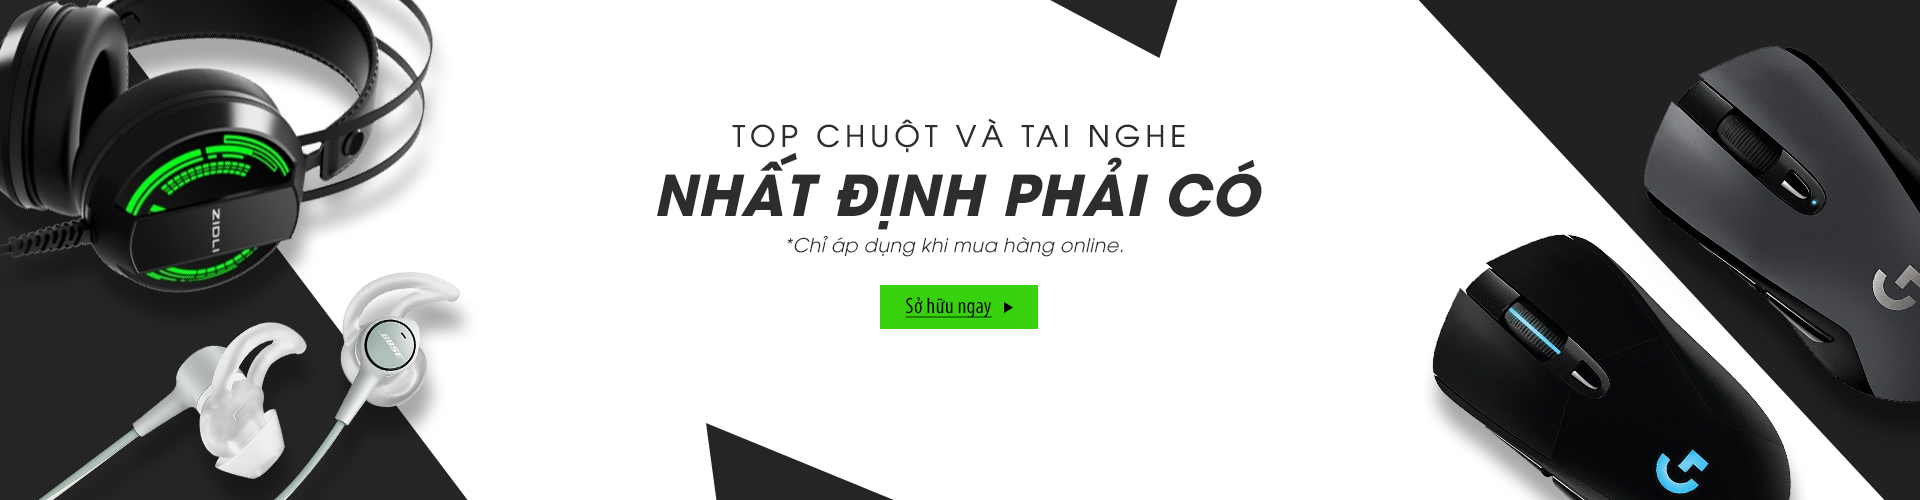 TOP CHUỘT VÀ TAI NGHE
NHẤT ĐỊNH PHẢI CÓ
*Chỉ áp dụng khi mua hàng online.
Sở hữu ngay
ZIDLI
BOSE